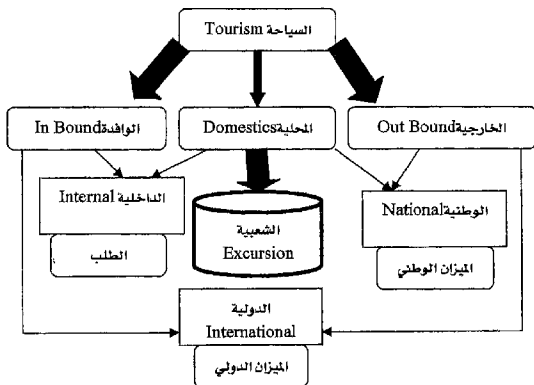 السياحة Tourism
In Bound الوافدة
Domestics المحلية
Out Bound الخارجية
Internal الداخلية
National الوطنية
الشعبية
Excursion
الطلب
الميزان الوطني
الدولية
International
الميزان الدولي